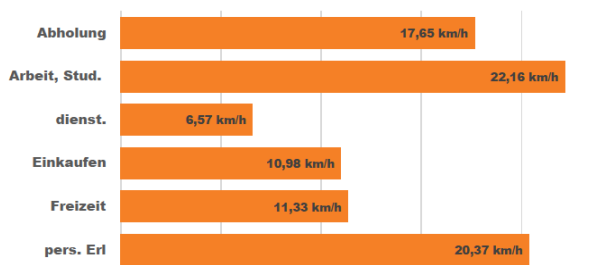 Abholung 17,65 km/h
Arbeit, Stud. 22,16 km/h
dienst. 6,57 km/h
Einkaufen 10,98 km/h
Freizeit 11,33 km/h
pers. Erl 20,37 km/h